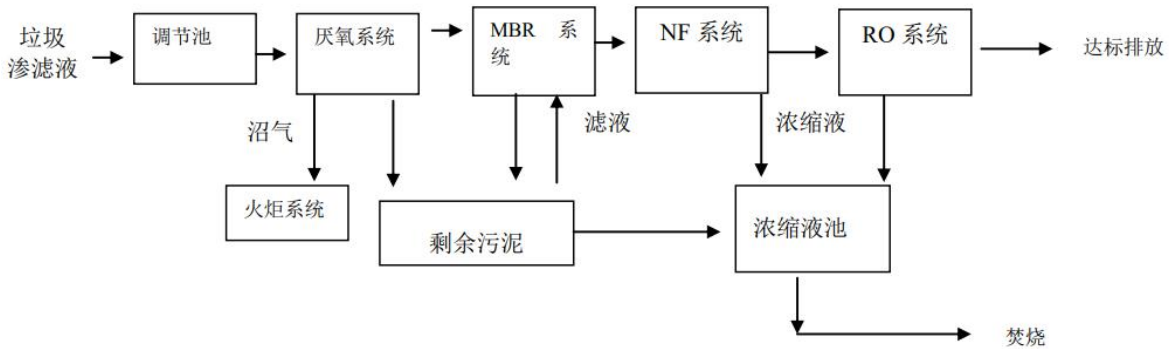 垃圾
渗滤液
调节池
厌氧系统
MBR 系
统
NF 系统
RO 系统
达标排放
沼气
滤液
浓缩液
火炬系统
剩余污泥
浓缩液池
焚烧